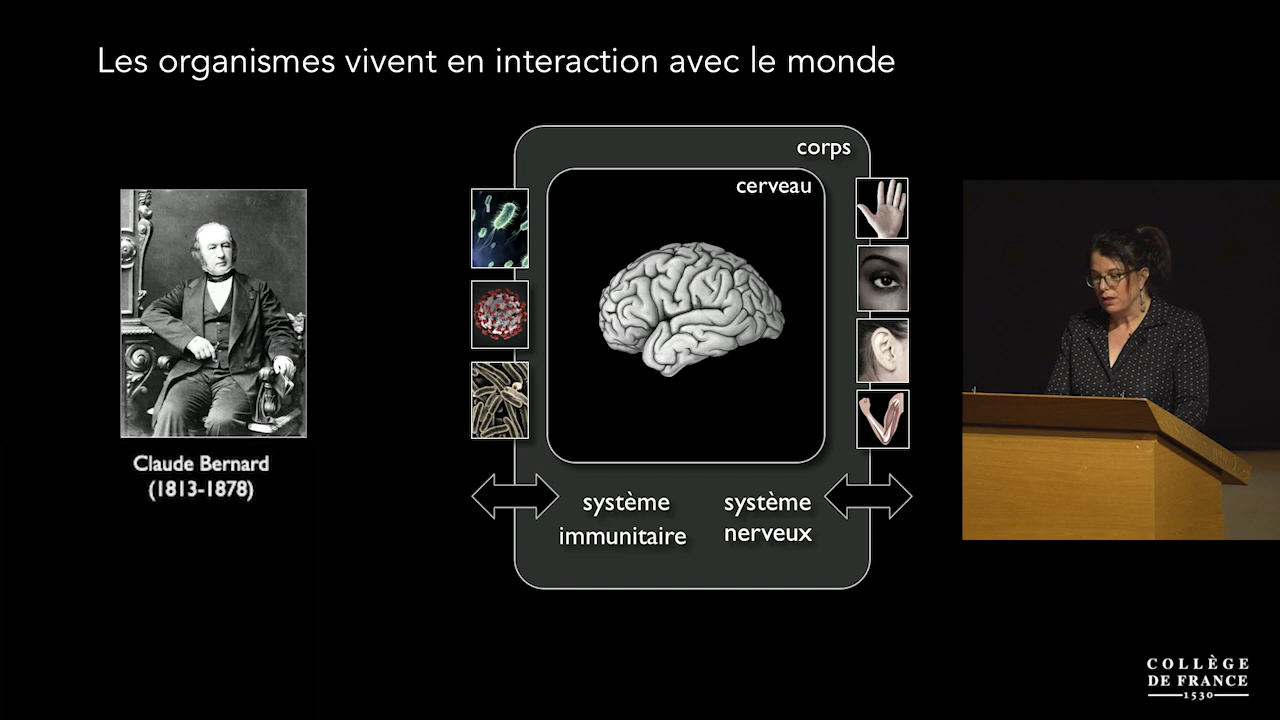 Les organismes vivent en interaction avec le monde
corps
cerveau
Claude Bernard
(1813-1878)
système
immunitaire
système
nerveux
COLLÈGE
DE FRANCE
1530